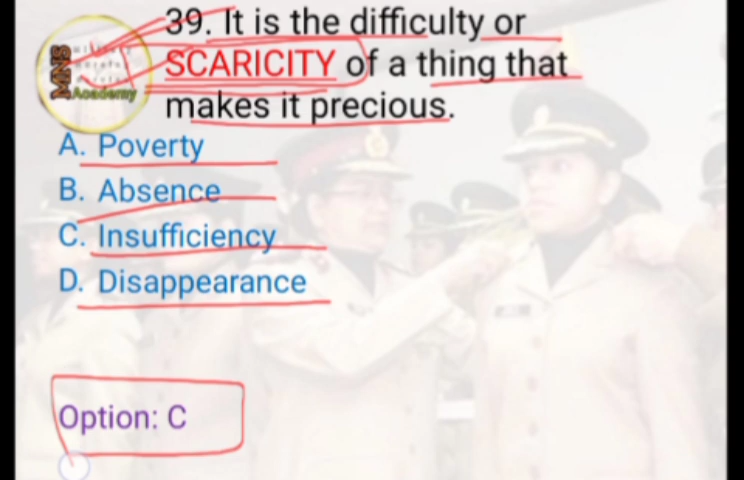 39. It is the difficulty or
SCARICITY of a thing that
makes it precious.
MNS
Academy
A. Poverty
B. Absence
C. Insufficiency
D. Disappearance
Option: C